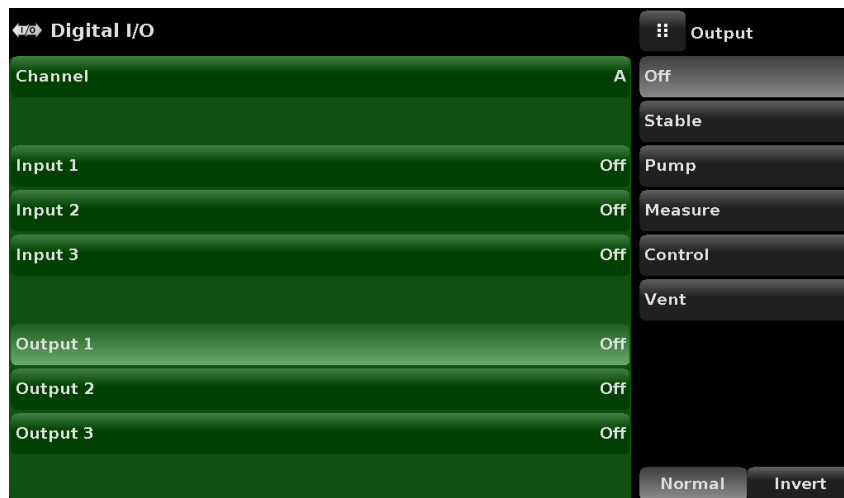 I/O Digital I/O
Channel A
Input 1 Off
Input 2 Off
Input 3 Off
Output 1 Off
Output 2 Off
Output 3 Off
Output
Off
Stable
Pump
Measure
Control
Vent
Normal Invert